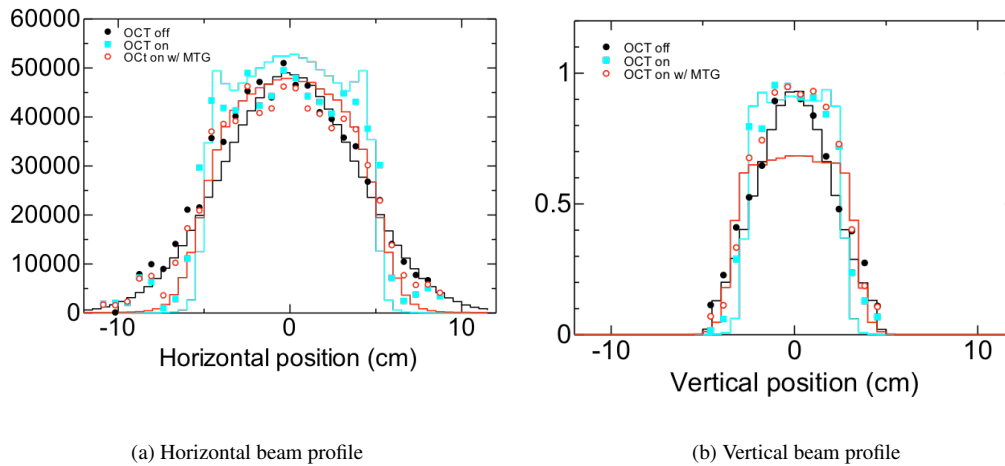 60000
50000
40000
30000
20000
10000
0
OCT off
OCT on
OCt on w/ MTG
-10 0 10
Horizontal position (cm)
(a) Horizontal beam profile
1
0.5
0
OCT off
OCT on
OCT on w/ MTG
-10 0 10
Vertical position (cm)
(b) Vertical beam profile